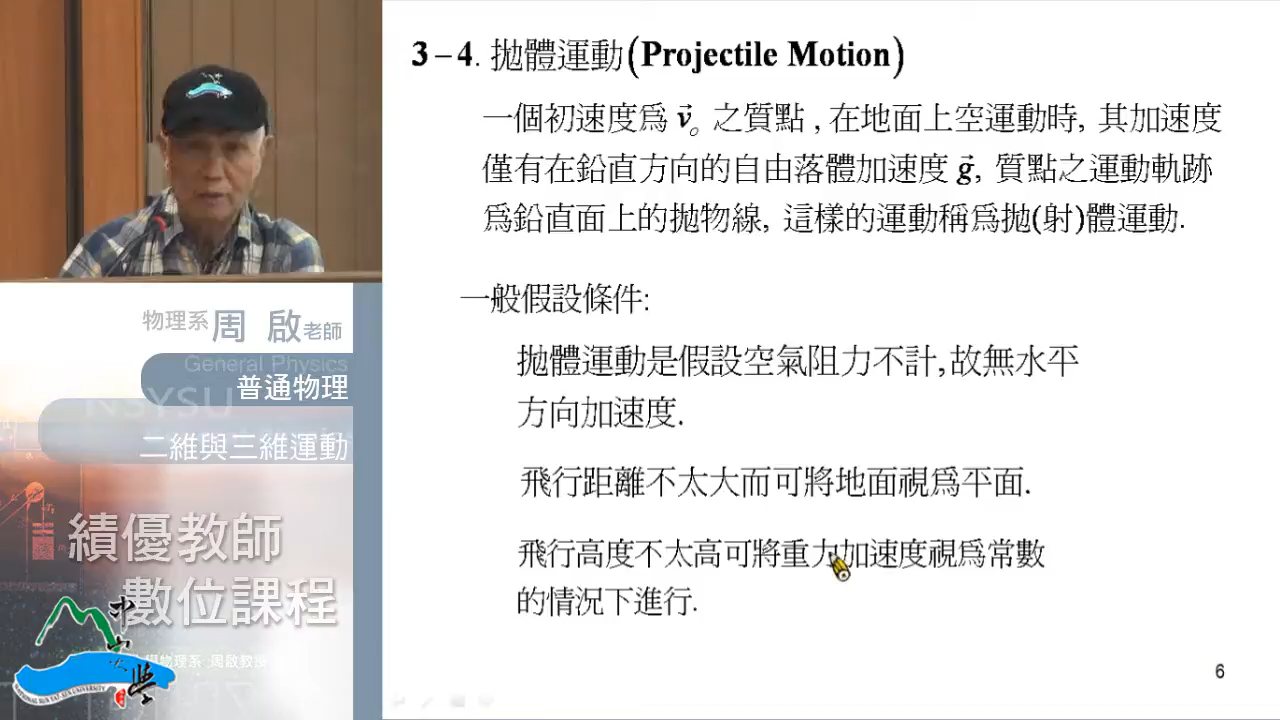 3－4. 拋體運動(Projectile Motion)
一個初速度爲 v⃗ₒ 之質點 , 在地面上空運動時, 其加速度
僅有在鉛直方向的自由落體加速度 g⃗, 質點之運動軌跡
爲鉛直面上的拋物線, 這樣的運動稱爲拋(射)體運動.
一般假設條件:
拋體運動是假設空氣阻力不計,故無水平
方向加速度.
飛行距離不太大而可將地面視爲平面.
飛行高度不太高可將重力加速度視爲常數
的情況下進行.
6
物理系 周 啟 老師
General Physics
普通物理
二維與三維運動
績優教師
數位課程